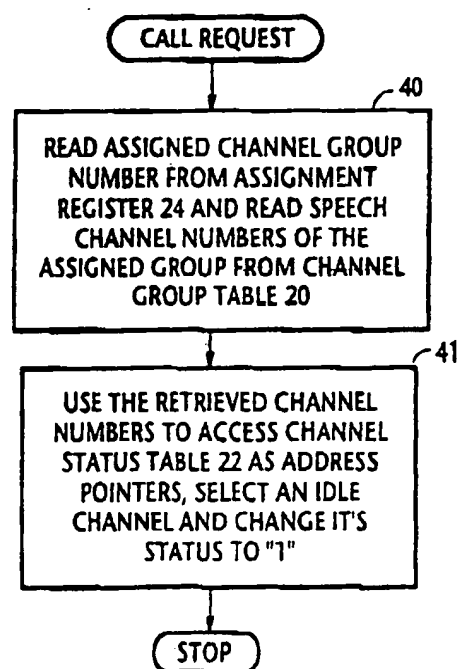 CALL REQUEST
40
READ ASSIGNED CHANNEL GROUP
NUMBER FROM ASSIGNMENT
REGISTER 24 AND READ SPEECH
CHANNEL NUMBERS OF THE
ASSIGNED GROUP FROM CHANNEL
GROUP TABLE 20
41
USE THE RETRIEVED CHANNEL
NUMBERS TO ACCESS CHANNEL
STATUS TABLE 22 AS ADDRESS
POINTERS, SELECT AN IDLE
CHANNEL AND CHANGE IT'S
STATUS TO "1"
STOP